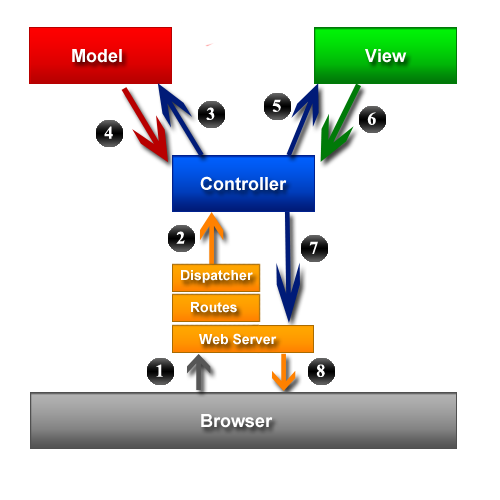 Model
View
3
5
4
6
Controller
2
7
Dispatcher
Routes
Web Server
1
8
Browser